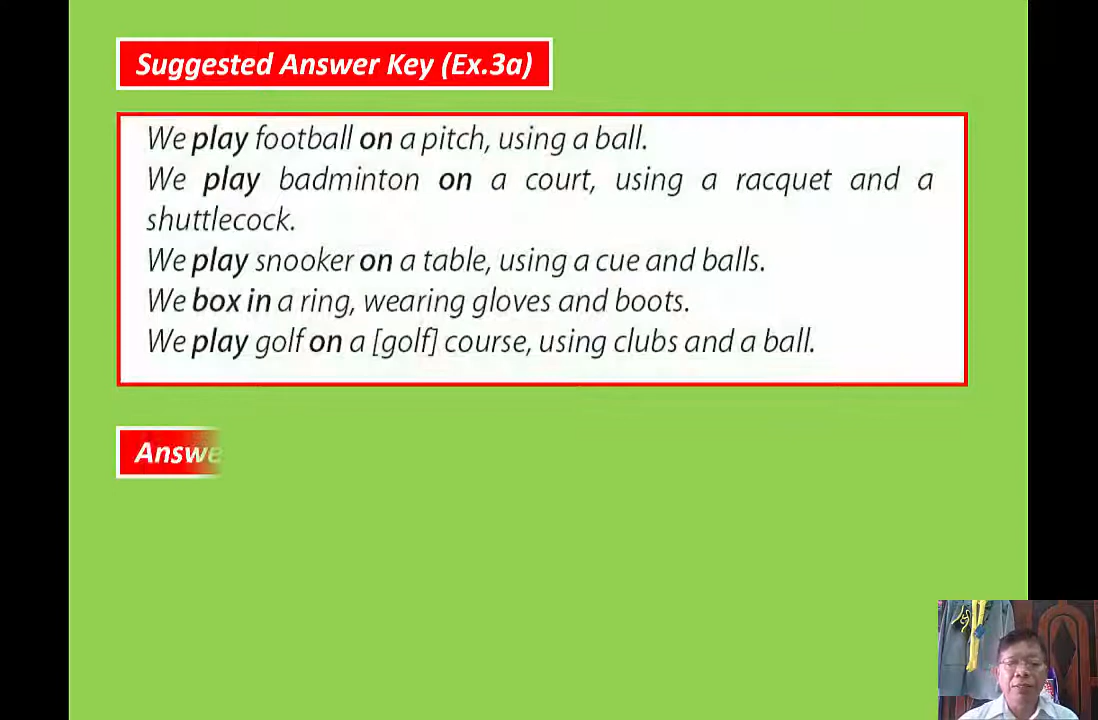 Suggested Answer Key (Ex.3a)
We play football on a pitch, using a ball.
We play badminton on a court, using a racquet and a
shuttlecock.
We play snooker on a table, using a cue and balls.
We box in a ring, wearing gloves and boots.
We play golf on a [golf] course, using clubs and a ball.
Answe